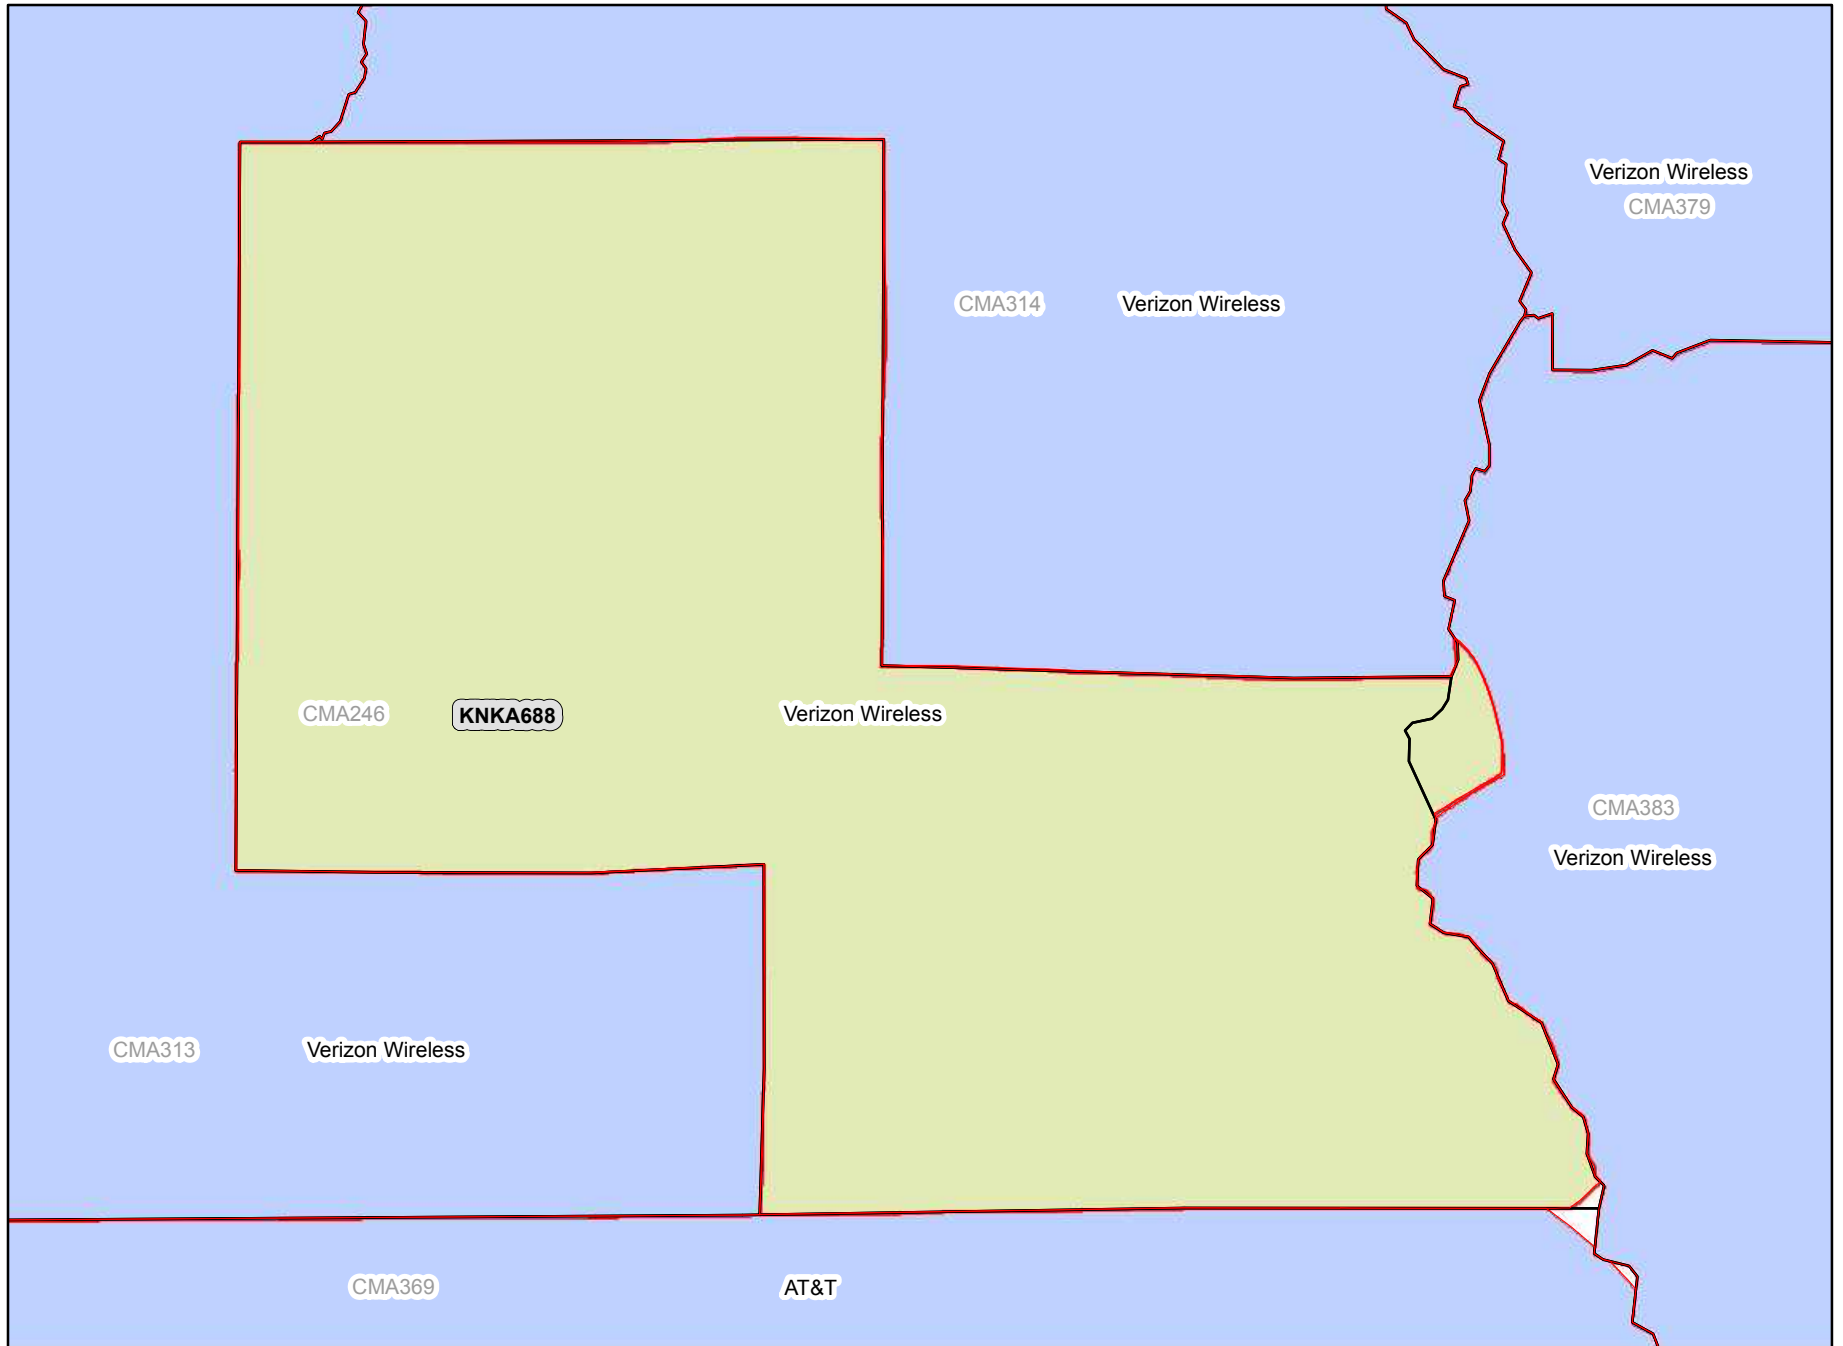 Verizon Wireless
CMA379
CMA314 Verizon Wireless
CMA246 KNKA688 Verizon Wireless
CMA383
Verizon Wireless
CMA313 Verizon Wireless
CMA369 AT&T